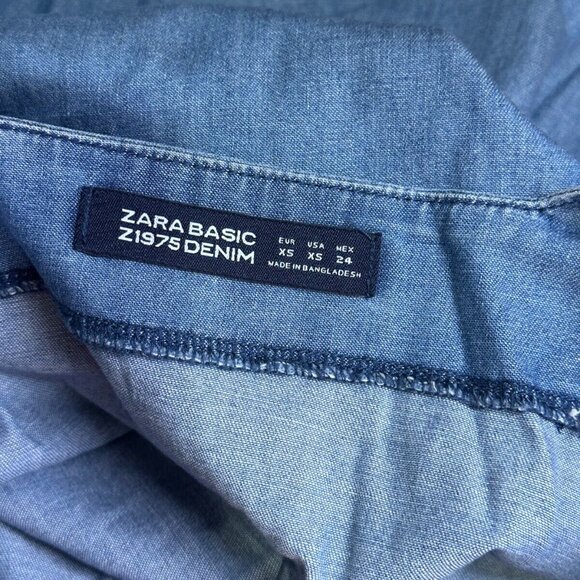 ZARA BASIC
Z1975 DENIM
EUR USA MEX
XS XS 24
MADE IN BANGLADESH